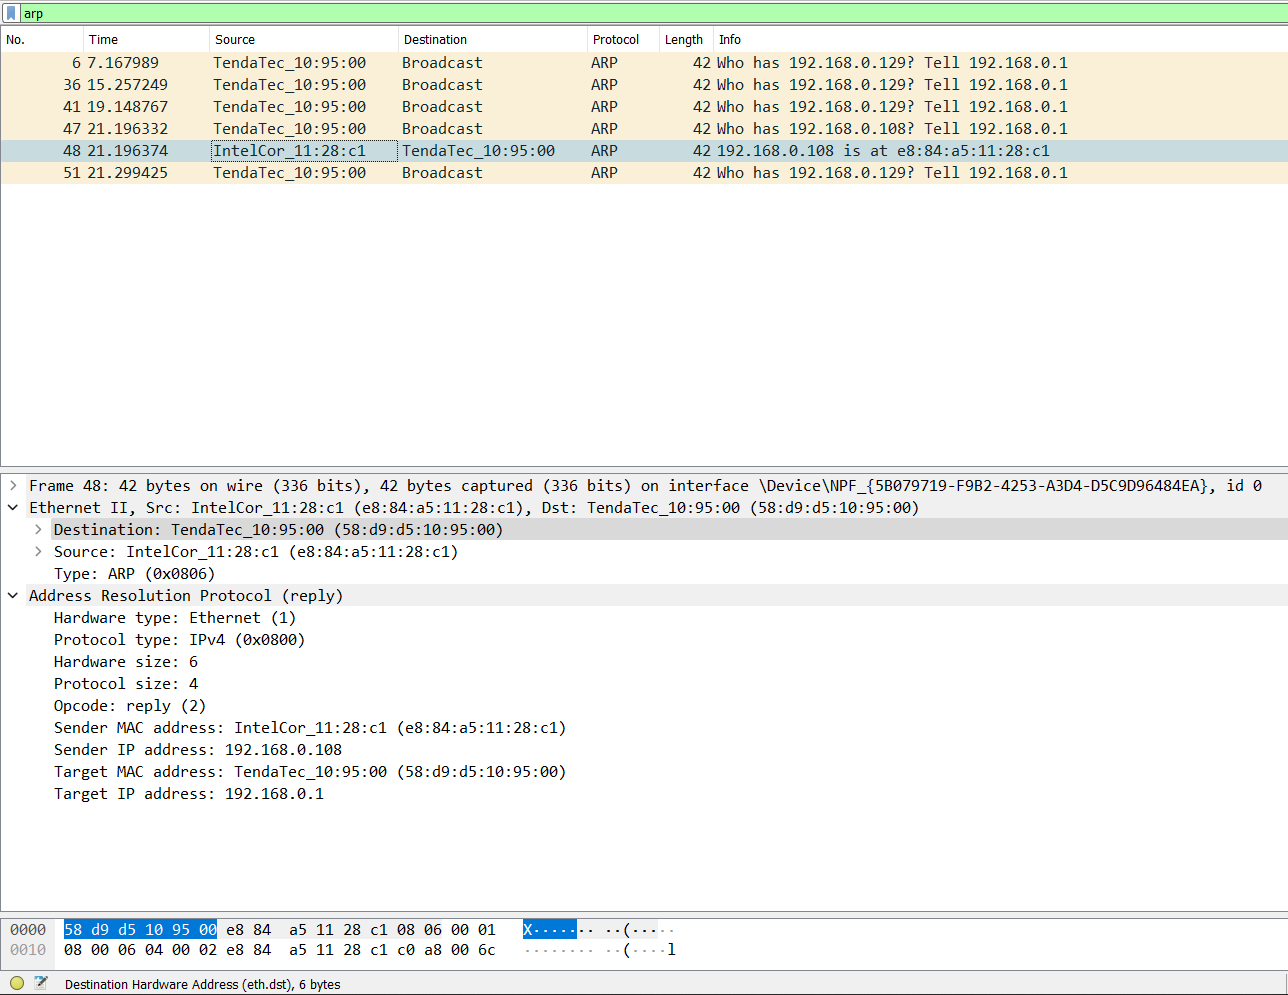 arp
No. Time Source Destination Protocol Length Info
6 7.167989 TendaTec_10:95:00 Broadcast ARP 42 Who has 192.168.0.129? Tell 192.168.0.1
36 15.257249 TendaTec_10:95:00 Broadcast ARP 42 Who has 192.168.0.129? Tell 192.168.0.1
41 19.148767 TendaTec_10:95:00 Broadcast ARP 42 Who has 192.168.0.129? Tell 192.168.0.1
47 21.196332 TendaTec_10:95:00 Broadcast ARP 42 Who has 192.168.0.108? Tell 192.168.0.1
48 21.196374 IntelCor_11:28:c1 TendaTec_10:95:00 ARP 42 192.168.0.108 is at e8:84:a5:11:28:c1
51 21.299425 TendaTec_10:95:00 Broadcast ARP 42 Who has 192.168.0.129? Tell 192.168.0.1
Frame 48: 42 bytes on wire (336 bits), 42 bytes captured (336 bits) on interface \Device\NPF_{5B079719-F9B2-4253-A3D4-D5C9D96484EA}, id 0
Ethernet II, Src: IntelCor_11:28:c1 (e8:84:a5:11:28:c1), Dst: TendaTec_10:95:00 (58:d9:d5:10:95:00)
Destination: TendaTec_10:95:00 (58:d9:d5:10:95:00)
Source: IntelCor_11:28:c1 (e8:84:a5:11:28:c1)
Type: ARP (0x0806)
Address Resolution Protocol (reply)
Hardware type: Ethernet (1)
Protocol type: IPv4 (0x0800)
Hardware size: 6
Protocol size: 4
Opcode: reply (2)
Sender MAC address: IntelCor_11:28:c1 (e8:84:a5:11:28:c1)
Sender IP address: 192.168.0.108
Target MAC address: TendaTec_10:95:00 (58:d9:d5:10:95:00)
Target IP address: 192.168.0.1
0000 58 d9 d5 10 95 00 e8 84 a5 11 28 c1 08 06 00 01 X······· ··(·····
0010 08 00 06 04 00 02 e8 84 a5 11 28 c1 c0 a8 00 6c ········ ··(····l
Destination Hardware Address (eth.dst), 6 bytes